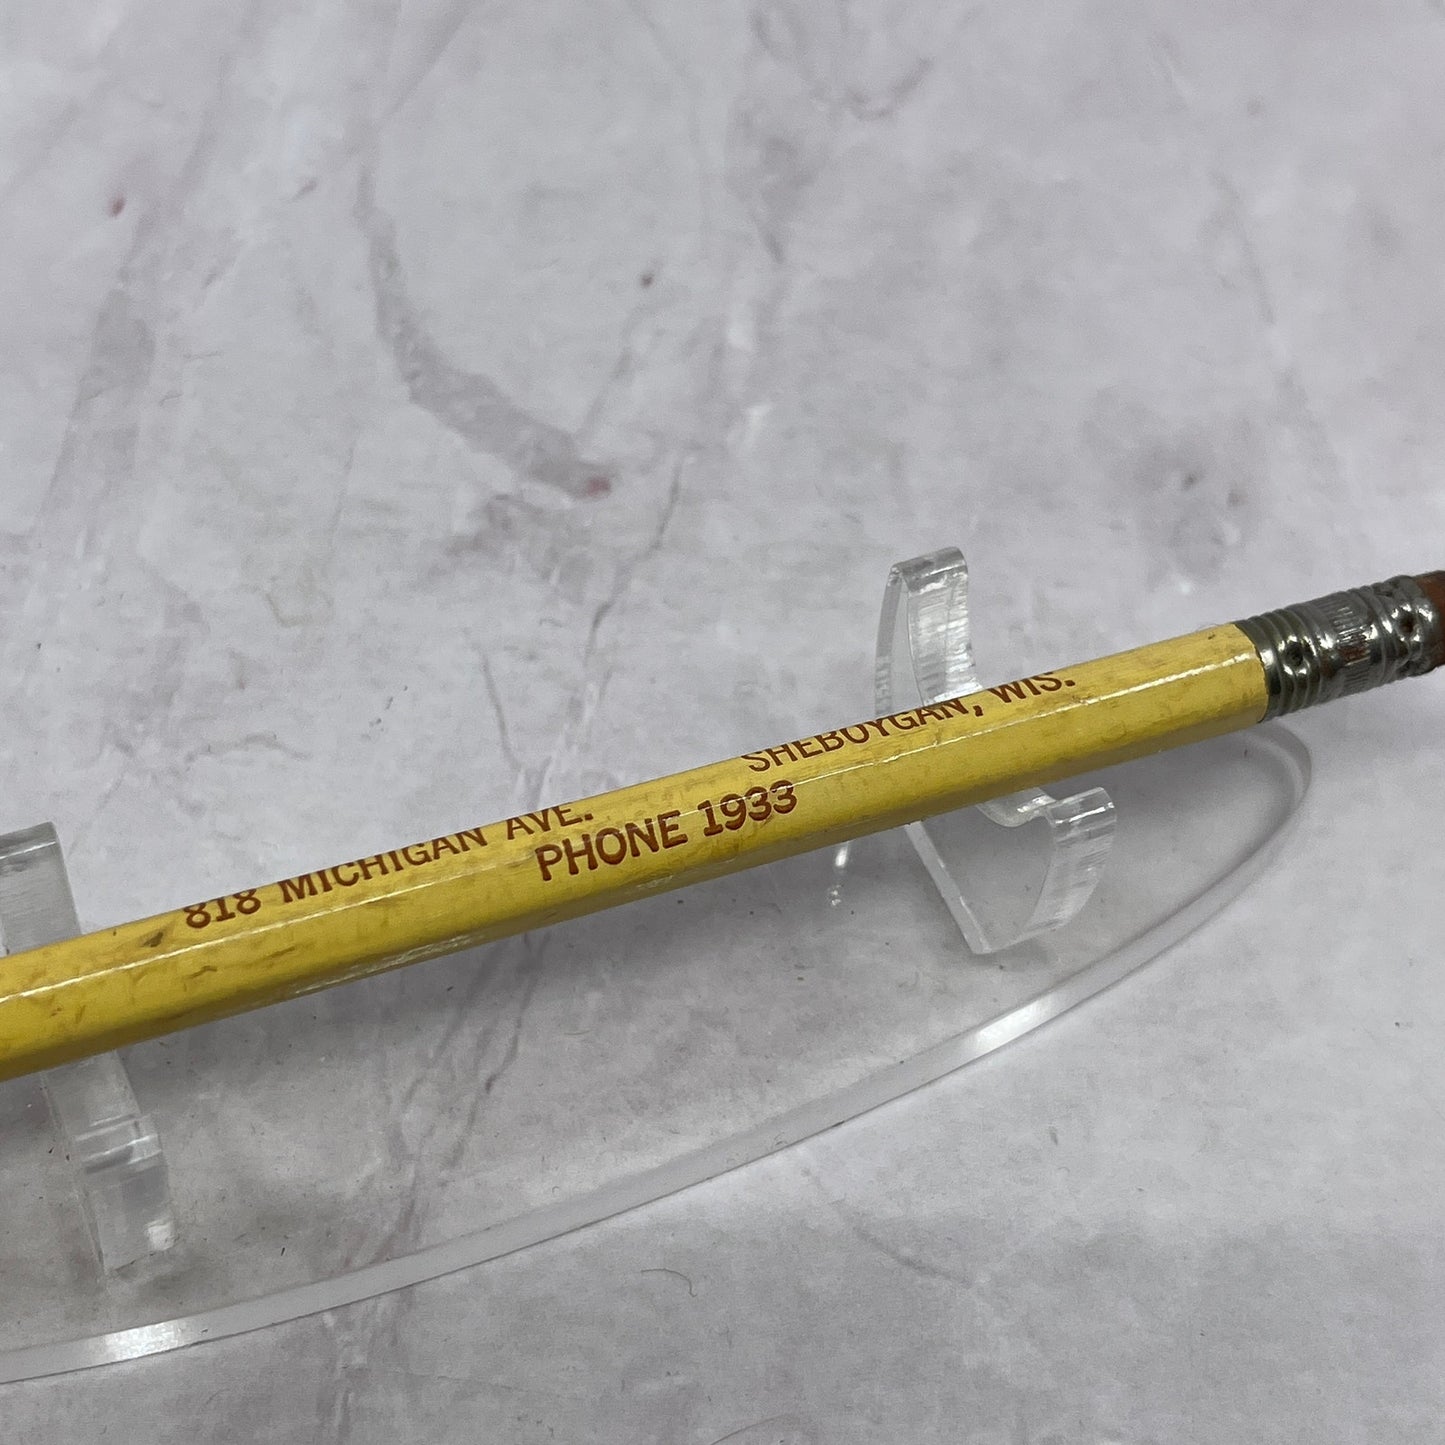 818 MICHIGAN AVE. SHEBOYGAN, WIS.
PHONE 1933